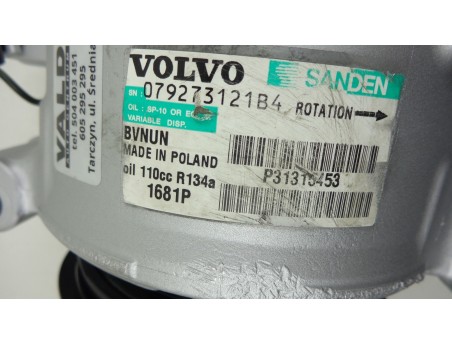 VOLVO
SANDEN
SN 079273121B4 ROTATION
OIL : SP-10 OR
VARIABLE DISP.
BVNUN
MADE IN POLAND
oil 110cc R134a
P31315453
1681P
tel. 504 003 451
605 295 295
Tarczyn, ul. Średnia